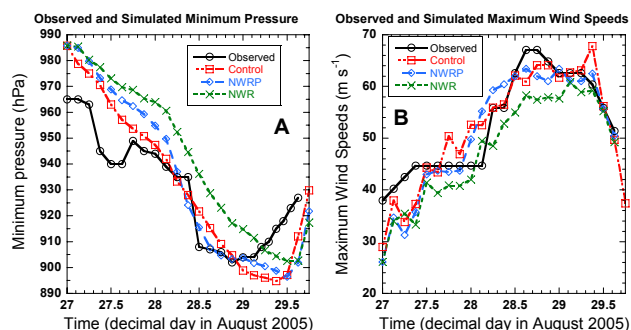 Observed and Simulated Minimum Pressure
990
980
970
960
950
940
930
920
910
900
890
Minimum pressure (hPa)
Observed
Control
NWRP
NWR
A
27 27.5 28 28.5 29 29.5
Time (decimal day in August 2005)
Observed and Simulated Maximum Wind Speeds
70
60
50
40
30
20
Maximum Wind Speeds (m s⁻¹)
Observed
Control
NWRP
NWR
B
27 27.5 28 28.5 29 29.5
Time (decimal day in August 2005)